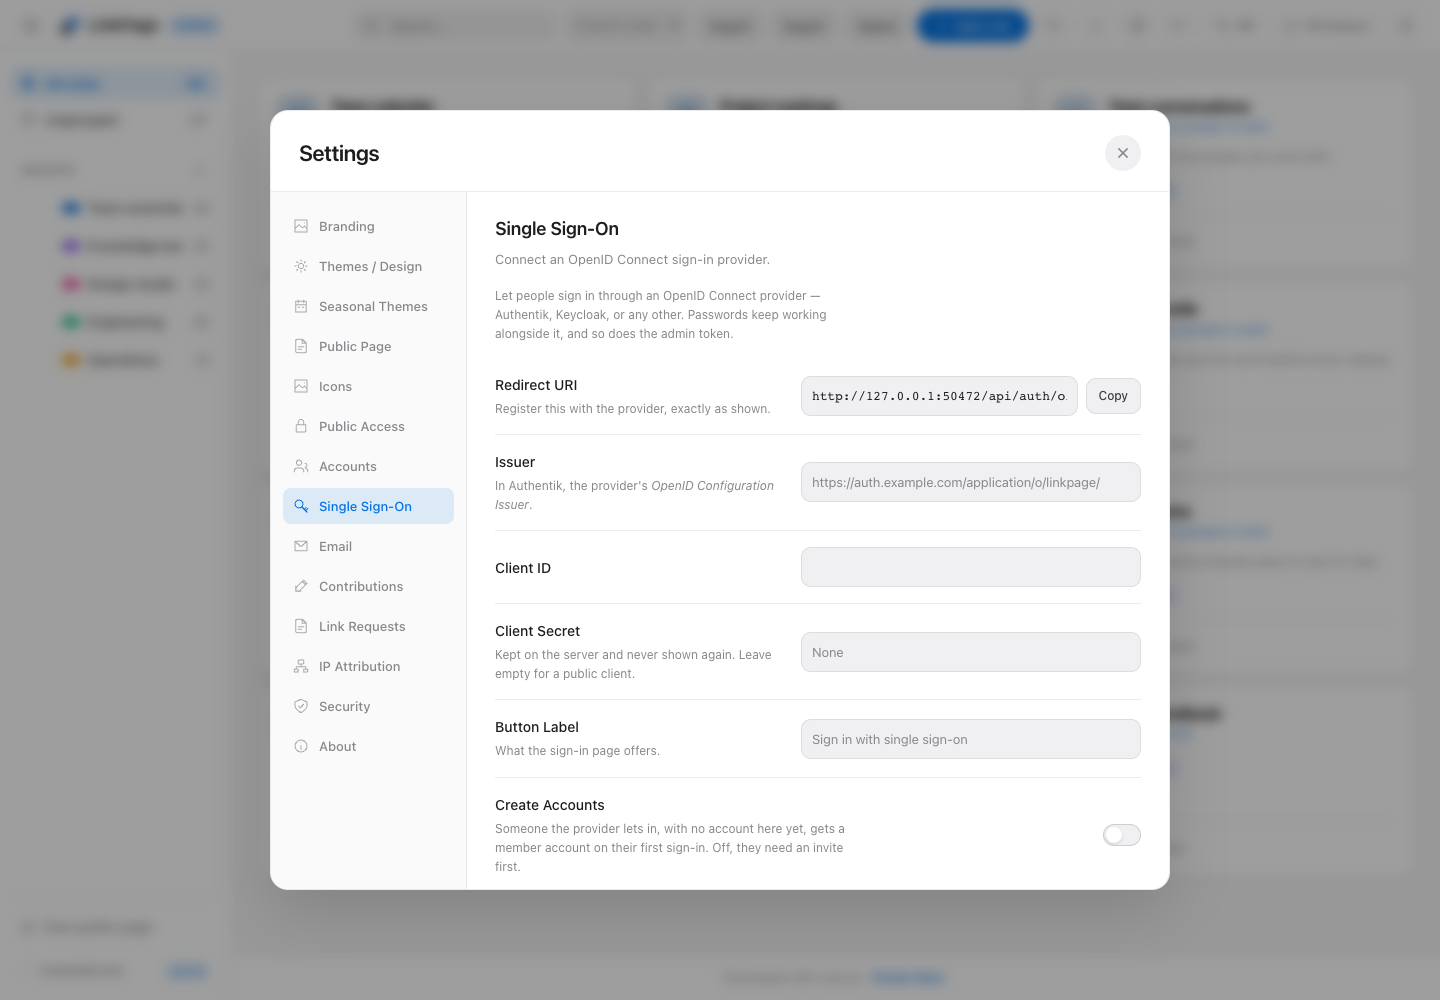 Settings
Branding
Themes / Design
Seasonal Themes
Public Page
Icons
Public Access
Accounts
Single Sign-On
Email
Contributions
Link Requests
IP Attribution
Security
About
Single Sign-On
Connect an OpenID Connect sign-in provider.
Let people sign in through an OpenID Connect provider —
Authentik, Keycloak, or any other. Passwords keep working
alongside it, and so does the admin token.
Redirect URI
Register this with the provider, exactly as shown.
http://127.0.0.1:50472/api/auth/o
Copy
Issuer
In Authentik, the provider's OpenID Configuration
Issuer.
https://auth.example.com/application/o/linkpage/
Client ID
Client Secret
Kept on the server and never shown again. Leave
empty for a public client.
None
Button Label
What the sign-in page offers.
Sign in with single sign-on
Create Accounts
Someone the provider lets in, with no account here yet, gets a
member account on their first sign-in. Off, they need an invite
first.